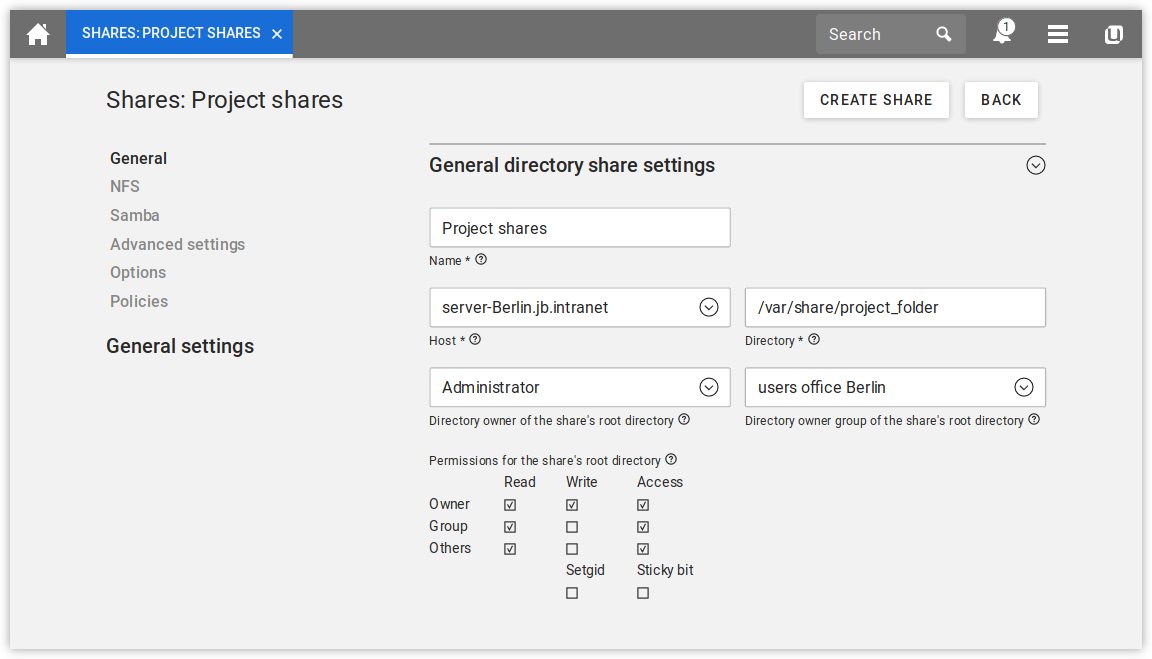 SHARES: PROJECT SHARES
Search
1
Shares: Project shares
CREATE SHARE
BACK
General
NFS
Samba
Advanced settings
Options
Policies
General settings
General directory share settings
Project shares
Name *
server-Berlin.jb.intranet
/var/share/project_folder
Host *
Directory *
Administrator
users office Berlin
Directory owner of the share's root directory
Directory owner group of the share's root directory
Permissions for the share's root directory
Read Write Access
Owner
Group
Others
Setgid Sticky bit